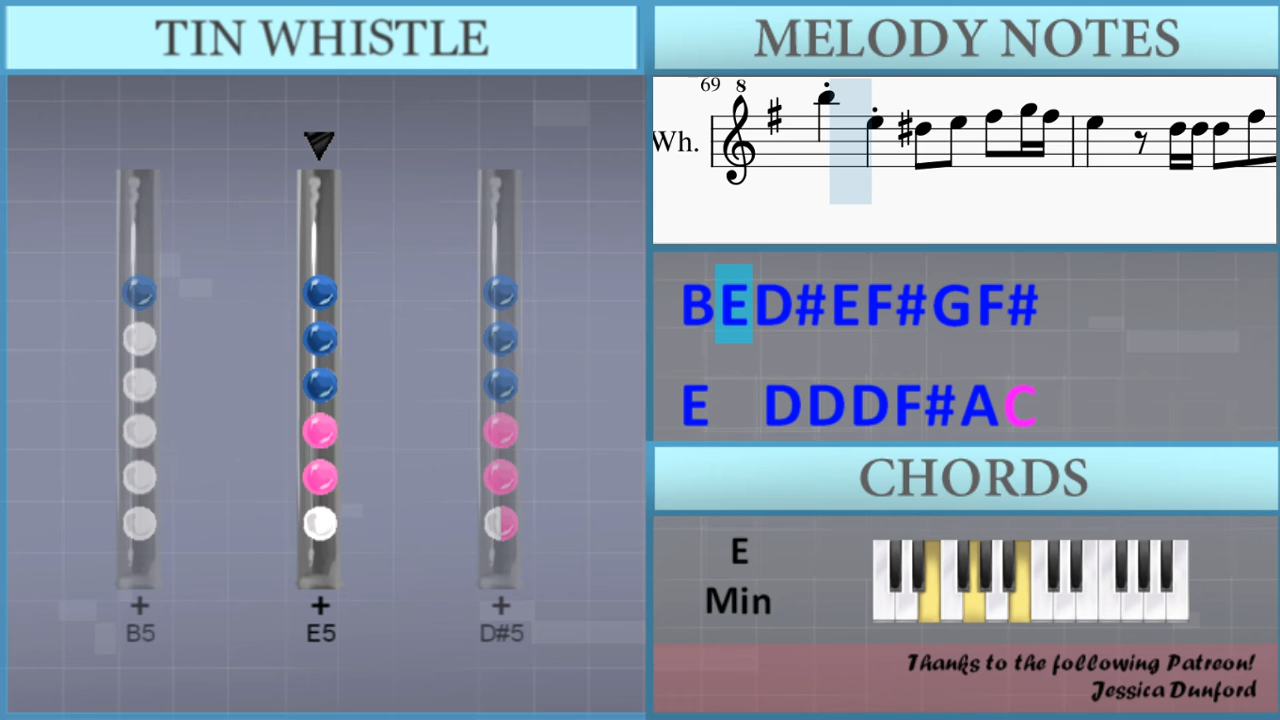 TIN WHISTLE
+ + +
B5 E5 D#5
MELODY NOTES
69 8
Wh.
BED#EF#GF#
E DDDF#AC
CHORDS
E
Min
Thanks to the following Patreon!
Jessica Dunford